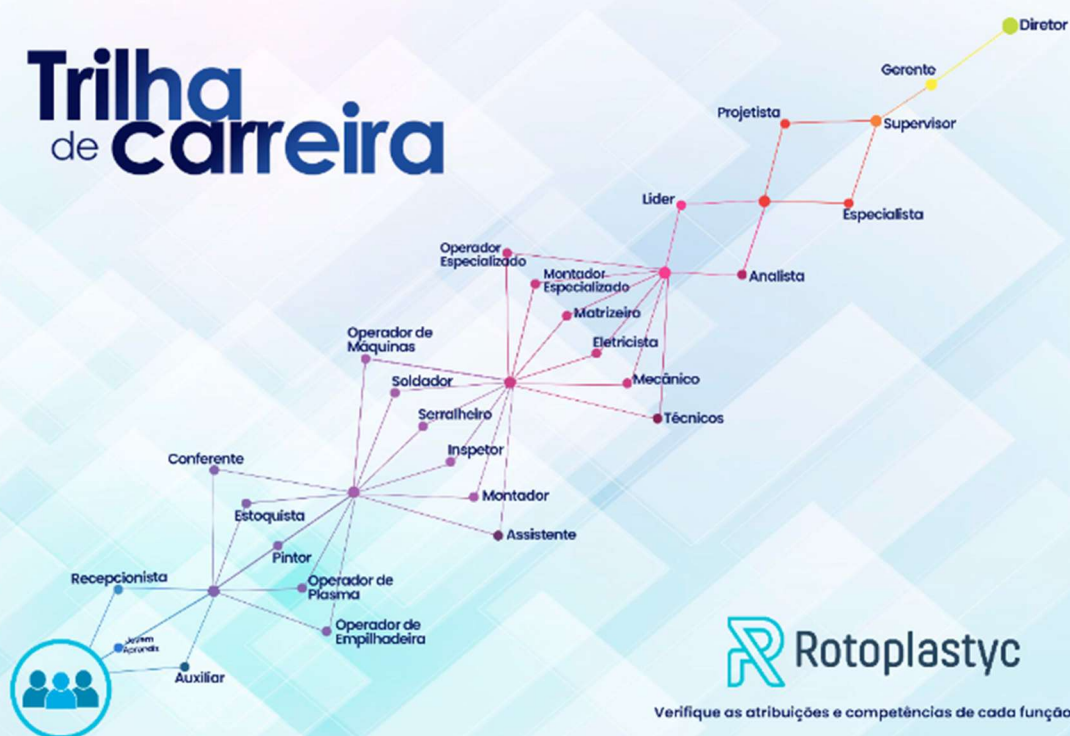 Trilha
de carreira
Diretor
Gerente
Projetista
Supervisor
Lider
Especialista
Operador
Especializado
Montador
Especializado
Analista
Matrizeiro
Operador de
Máquinas
Eletricista
Soldador
Mecânico
Serralheiro
Técnicos
Inspetor
Conferente
Montador
Estoquista
Assistente
Pintor
Recepcionista
Operador de
Plasma
Operador de
Empilhadeira
Jovem
Aprendiz
Auxiliar
Rotoplastyc
Verifique as atribuições e competências de cada função